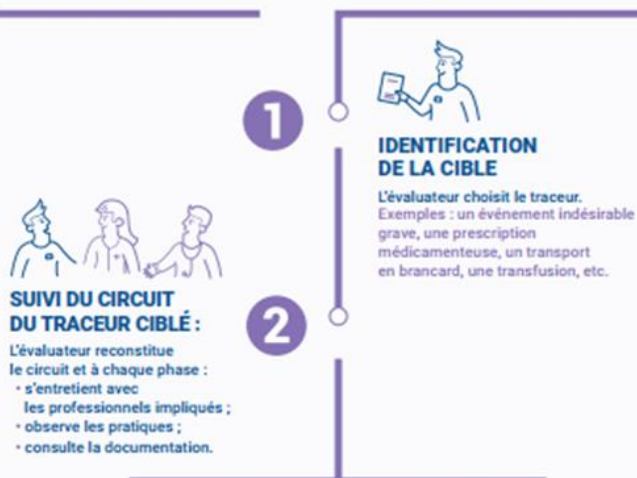 1
IDENTIFICATION
DE LA CIBLE
L'évaluateur choisit le traceur.
Exemples : un événement indésirable
grave, une prescription
médicamenteuse, un transport
en brancard, une transfusion, etc.
2
SUIVI DU CIRCUIT
DU TRACEUR CIBLÉ :
L'évaluateur reconstitue
le circuit et à chaque phase :
• s'entretient avec
les professionnels impliqués ;
• observe les pratiques ;
• consulte la documentation.